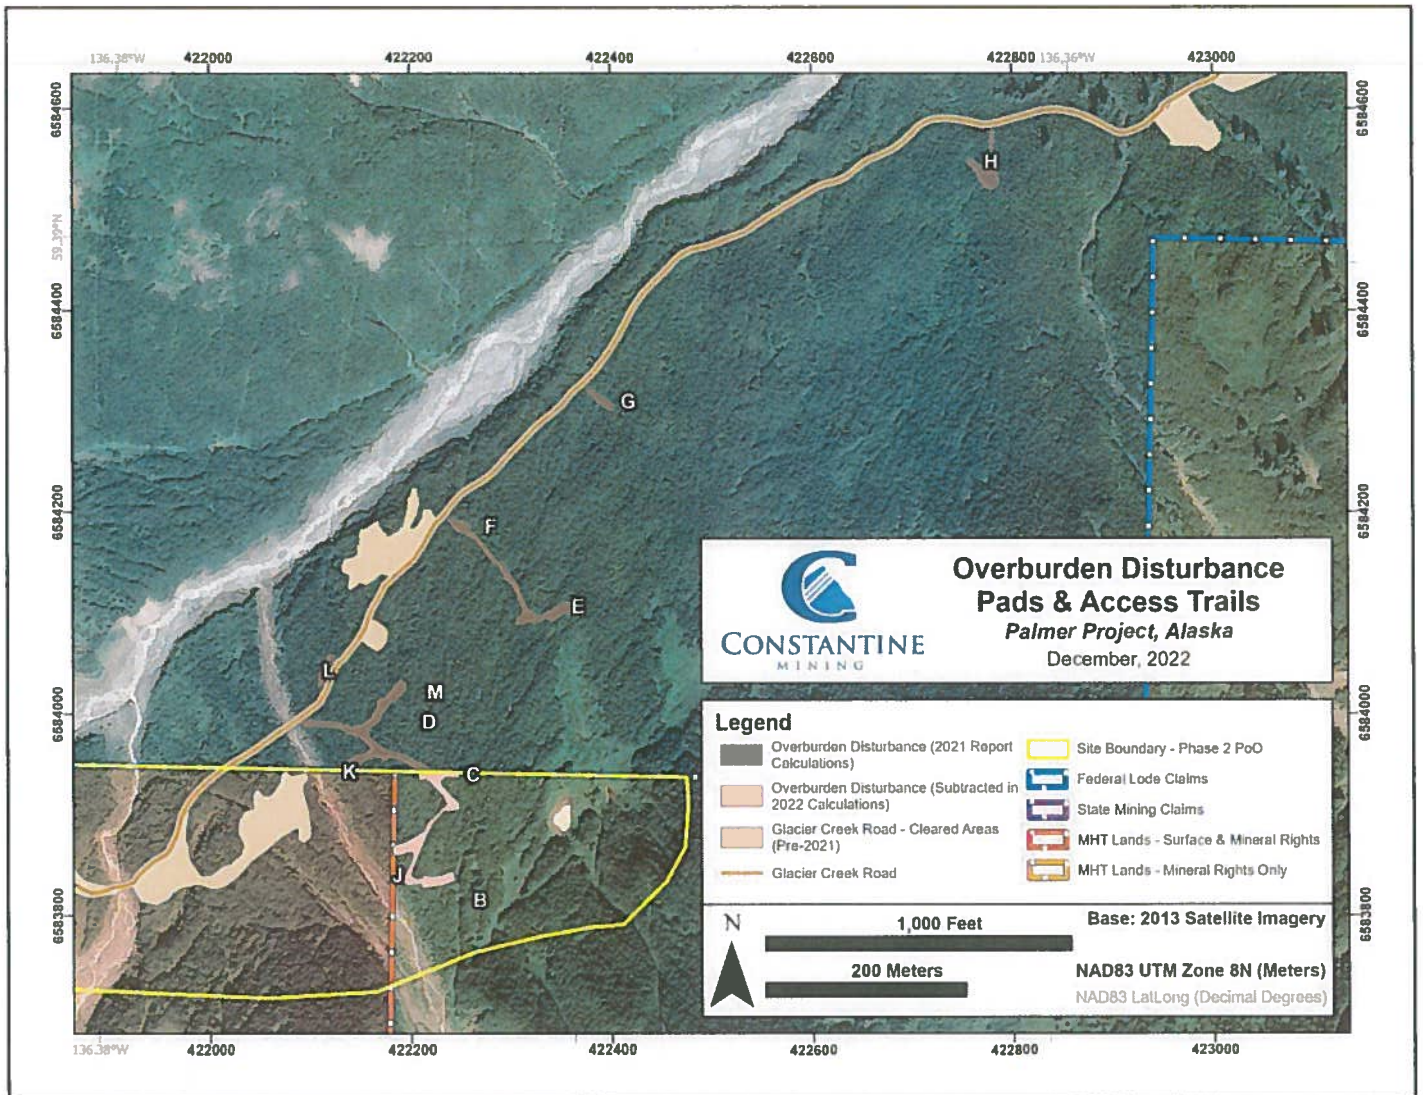 136.38°W 422000 422200 422400 422600 422800 136.36°W 423000
6584600 6584600
H
59.39°N
6584400 6584400
G
6584200 6584200
F
E
Overburden Disturbance
Pads & Access Trails
Palmer Project, Alaska
December, 2022
CONSTANTINE
MINING
L
M
D
6584000 6584000
K
C
J
B
6583800 6583800
Legend
Overburden Disturbance (2021 Report
Calculations)
Overburden Disturbance (Subtracted in
2022 Calculations)
Glacier Creek Road - Cleared Areas
(Pre-2021)
Glacier Creek Road
Site Boundary - Phase 2 PoO
Federal Lode Claims
State Mining Claims
MHT Lands - Surface & Mineral Rights
MHT Lands - Mineral Rights Only
N
1,000 Feet
200 Meters
Base: 2013 Satellite Imagery
NAD83 UTM Zone 8N (Meters)
NAD83 LatLong (Decimal Degrees)
136.38°W 422000 422200 422400 422600 422800 423000